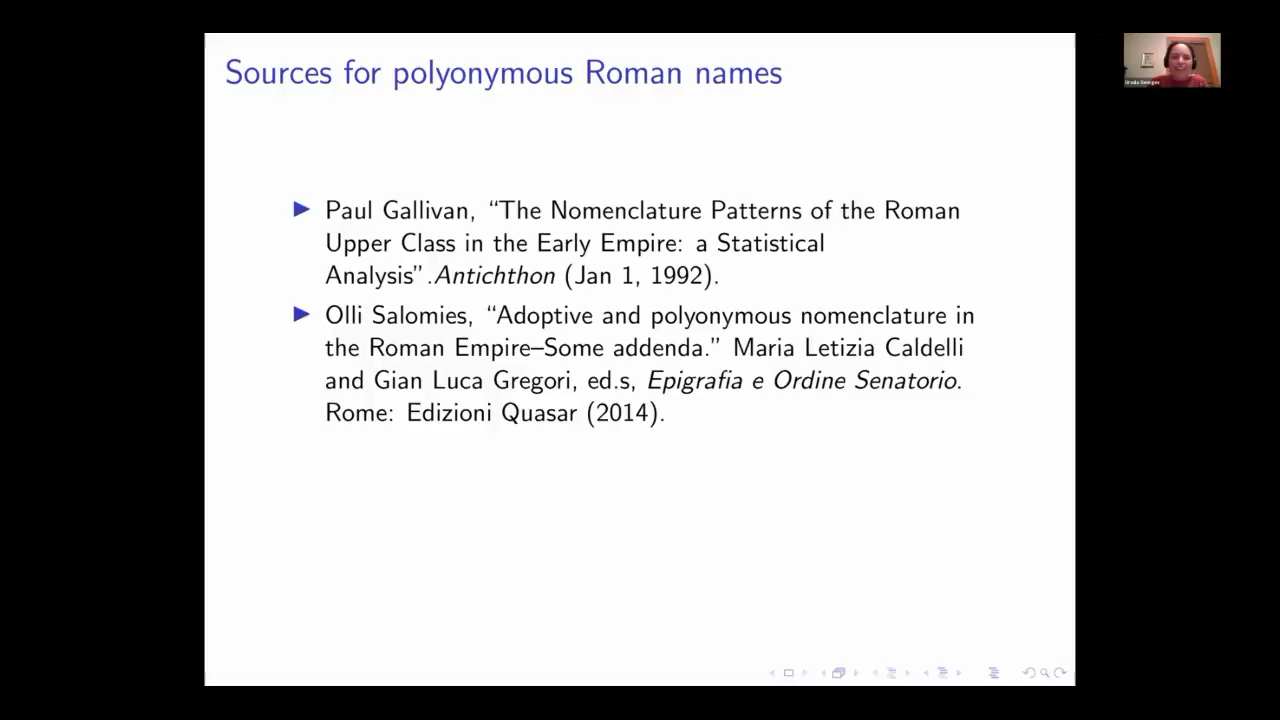 Sources for polyonymous Roman names
Paul Gallivan, “The Nomenclature Patterns of the Roman
Upper Class in the Early Empire: a Statistical
Analysis”.Antichthon (Jan 1, 1992).
Olli Salomies, “Adoptive and polyonymous nomenclature in
the Roman Empire–Some addenda.” Maria Letizia Caldelli
and Gian Luca Gregori, ed.s, Epigrafia e Ordine Senatorio.
Rome: Edizioni Quasar (2014).
Ursula Georges